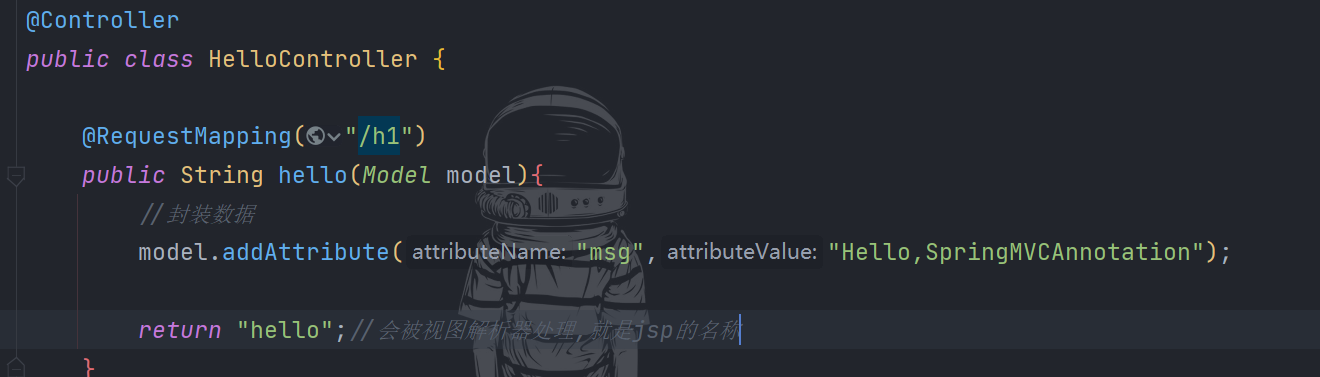 @Controller
public class HelloController {
@RequestMapping("/h1")
public String hello(Model model){
//封装数据
model.addAttribute( attributeName: "msg", attributeValue: "Hello,SpringMVCAnnotation");
return "hello";//会被视图解析器处理,就是jsp的名称
}